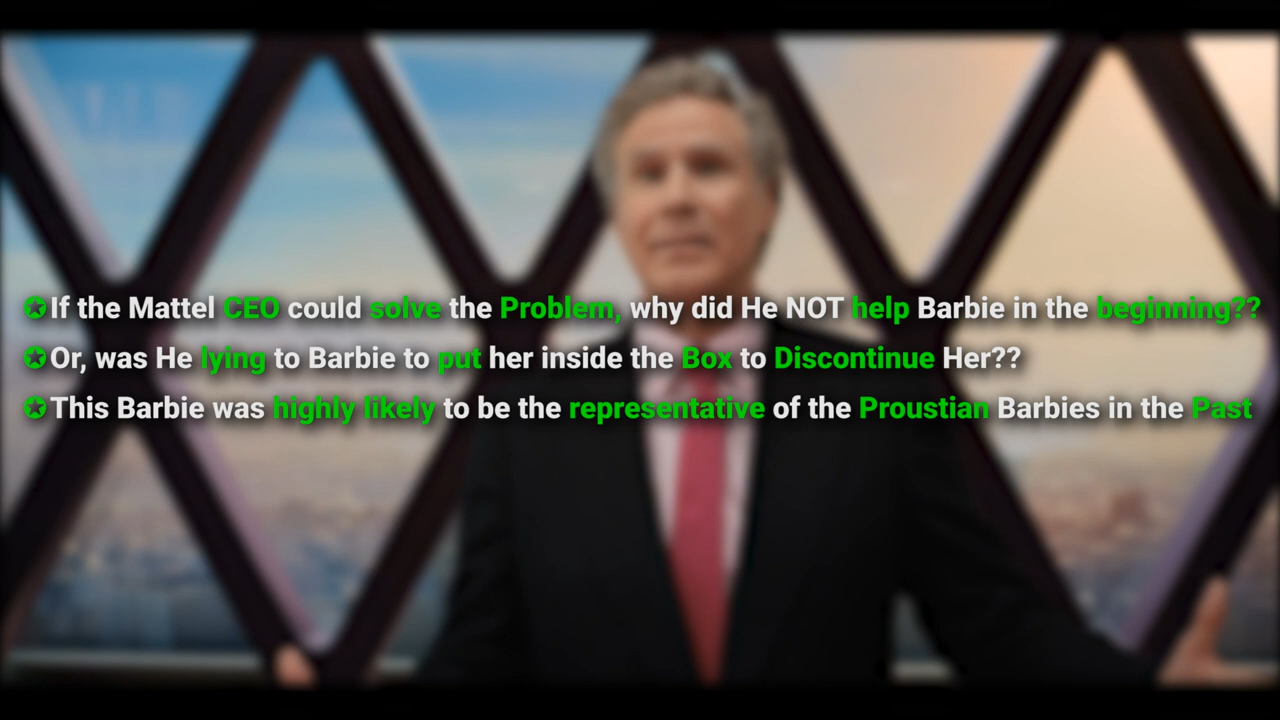 ✪If the Mattel CEO could solve the Problem, why did He NOT help Barbie in the beginning??
✪Or, was He lying to Barbie to put her inside the Box to Discontinue Her??
✪This Barbie was highly likely to be the representative of the Proustian Barbies in the Past